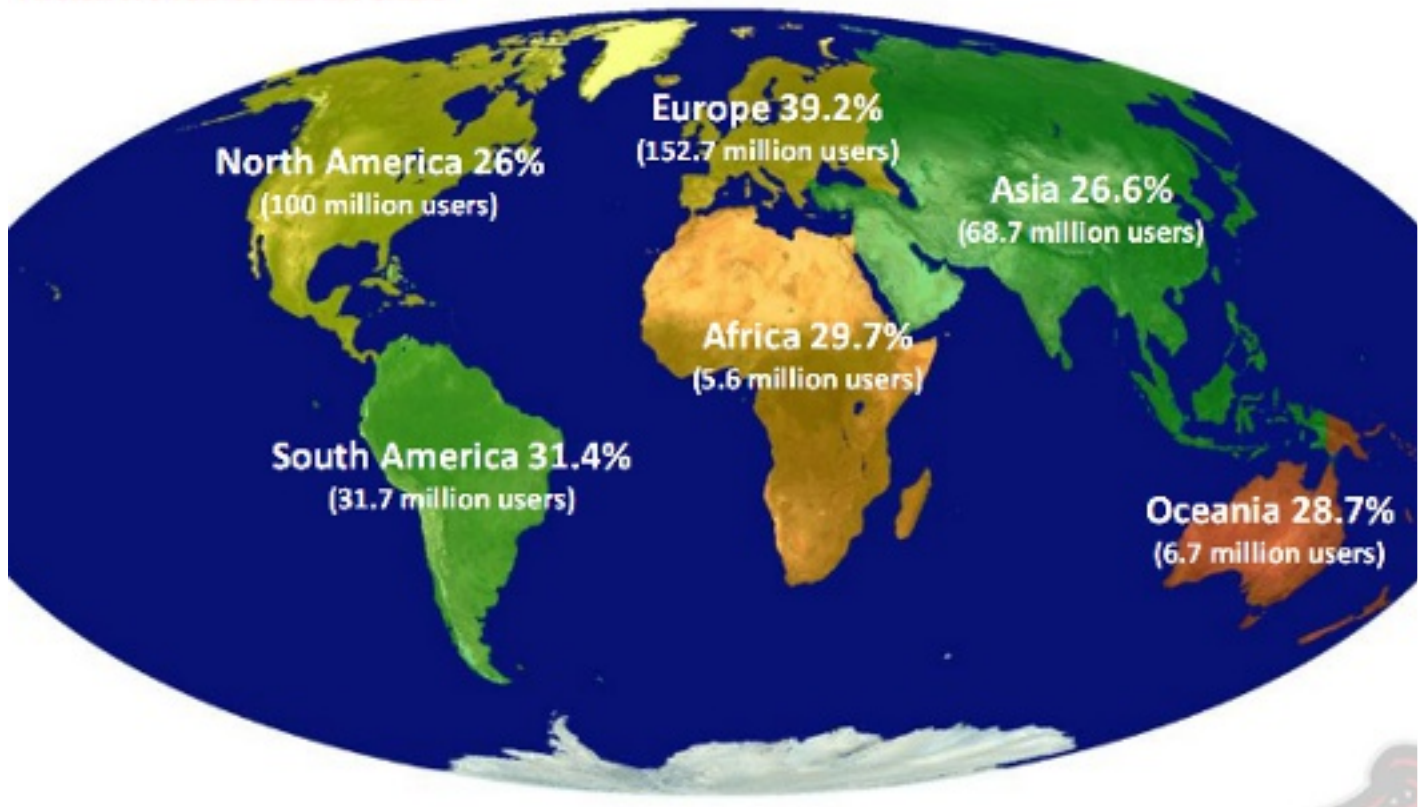 Europe 39.2%
(152.7 million users)
North America 26%
(100 million users)
Asia 26.6%
(68.7 million users)
Africa 29.7%
(5.6 million users)
South America 31.4%
(31.7 million users)
Oceania 28.7%
(6.7 million users)